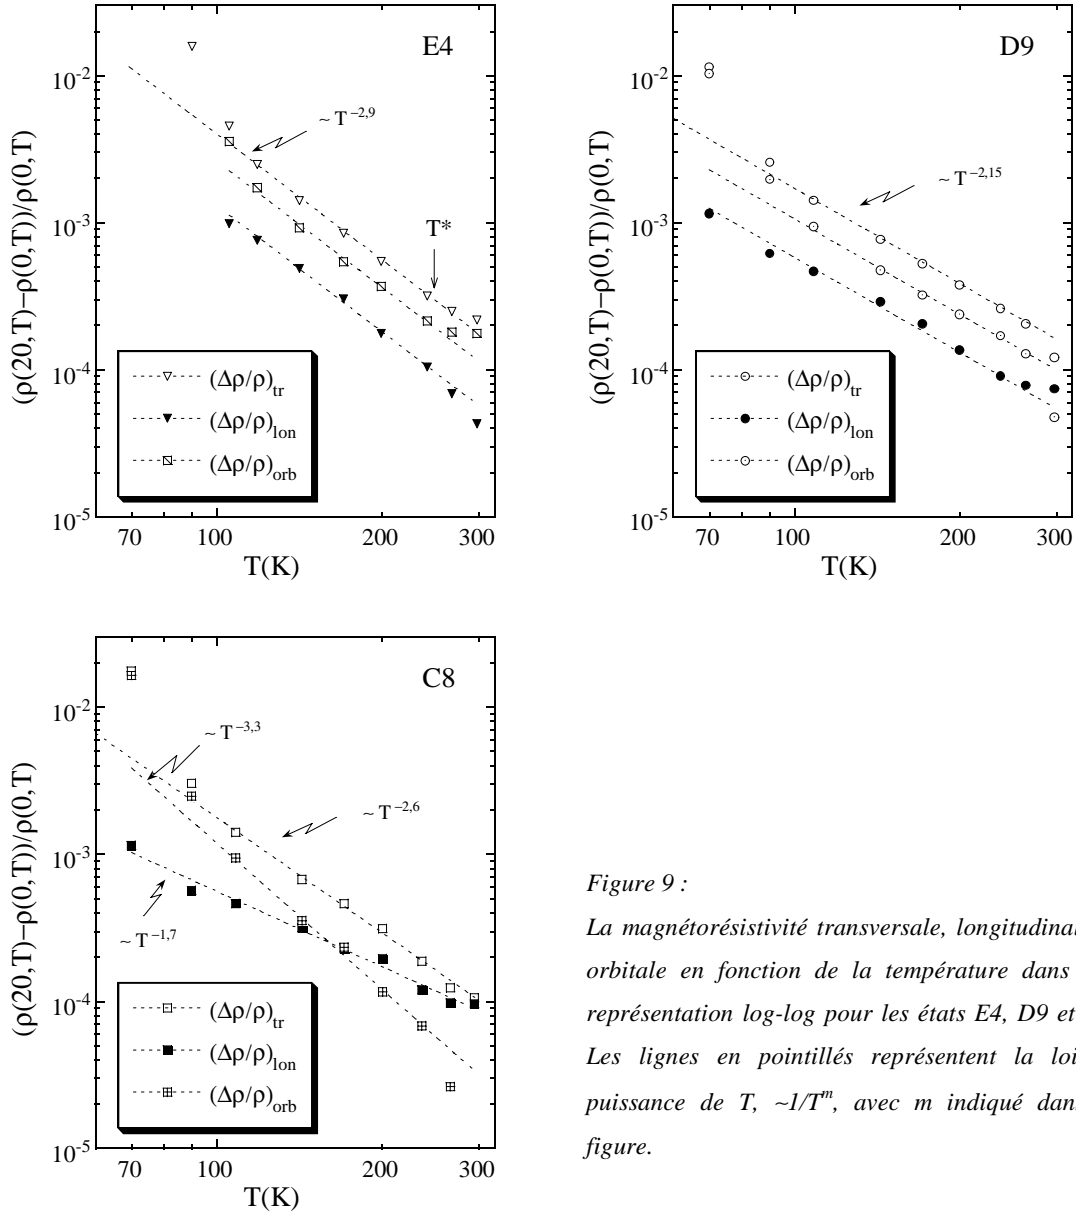 E4
10⁻²
10⁻³
10⁻⁴
10⁻⁵
(ρ(20,T)−ρ(0,T))/ρ(0,T)
~ T⁻²,⁹
T*
(Δρ/ρ)tr
(Δρ/ρ)lon
(Δρ/ρ)orb
70 100 200 300
T(K)
D9
10⁻²
10⁻³
10⁻⁴
10⁻⁵
(ρ(20,T)−ρ(0,T))/ρ(0,T)
~ T⁻²,¹⁵
(Δρ/ρ)tr
(Δρ/ρ)lon
(Δρ/ρ)orb
70 100 200 300
T(K)
C8
10⁻²
10⁻³
10⁻⁴
10⁻⁵
(ρ(20,T)−ρ(0,T))/ρ(0,T)
~ T⁻³,³
~ T⁻²,⁶
~ T⁻¹,⁷
(Δρ/ρ)tr
(Δρ/ρ)lon
(Δρ/ρ)orb
70 100 200 300
T(K)
Figure 9 :
La magnétorésistivité transversale, longitudinal
orbitale en fonction de la température dans
représentation log-log pour les états E4, D9 et
Les lignes en pointillés représentent la loi
puissance de T, ~1/Tᵐ, avec m indiqué dan
figure.